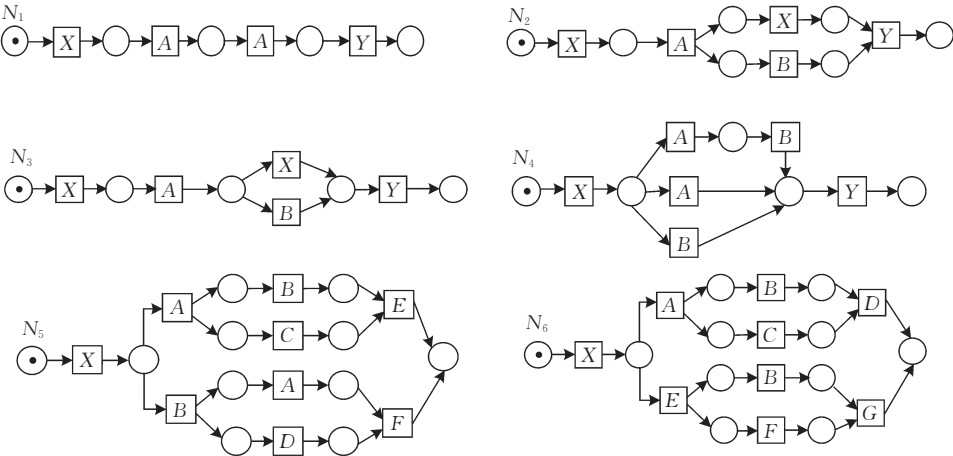 N1
X A A Y
N2
X A X B Y
N3
X A X B Y
N4
X A B A B Y
N5
X A B C E B A D F
N6
X A B C D E B F G